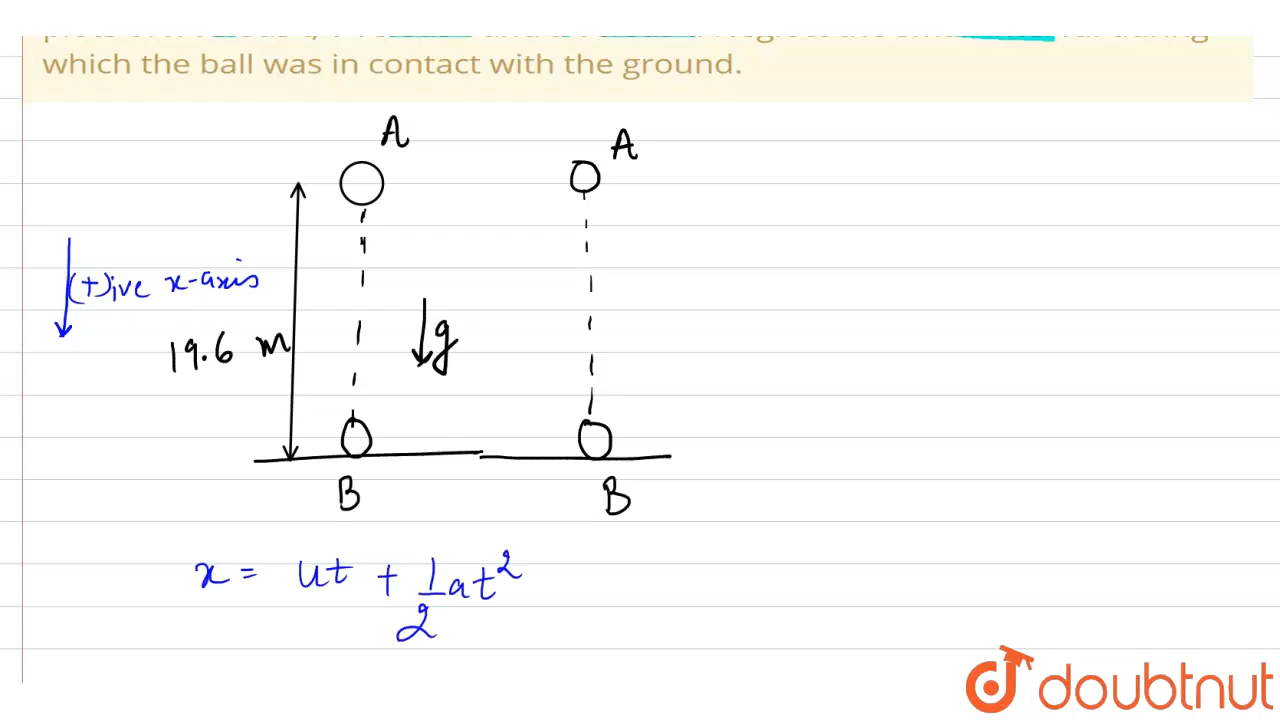 which the ball was in contact with the ground.
A
A
(+)ive x-axis
19.6 m
g
B
B
x = ut + 1/2 at²
doubtnut